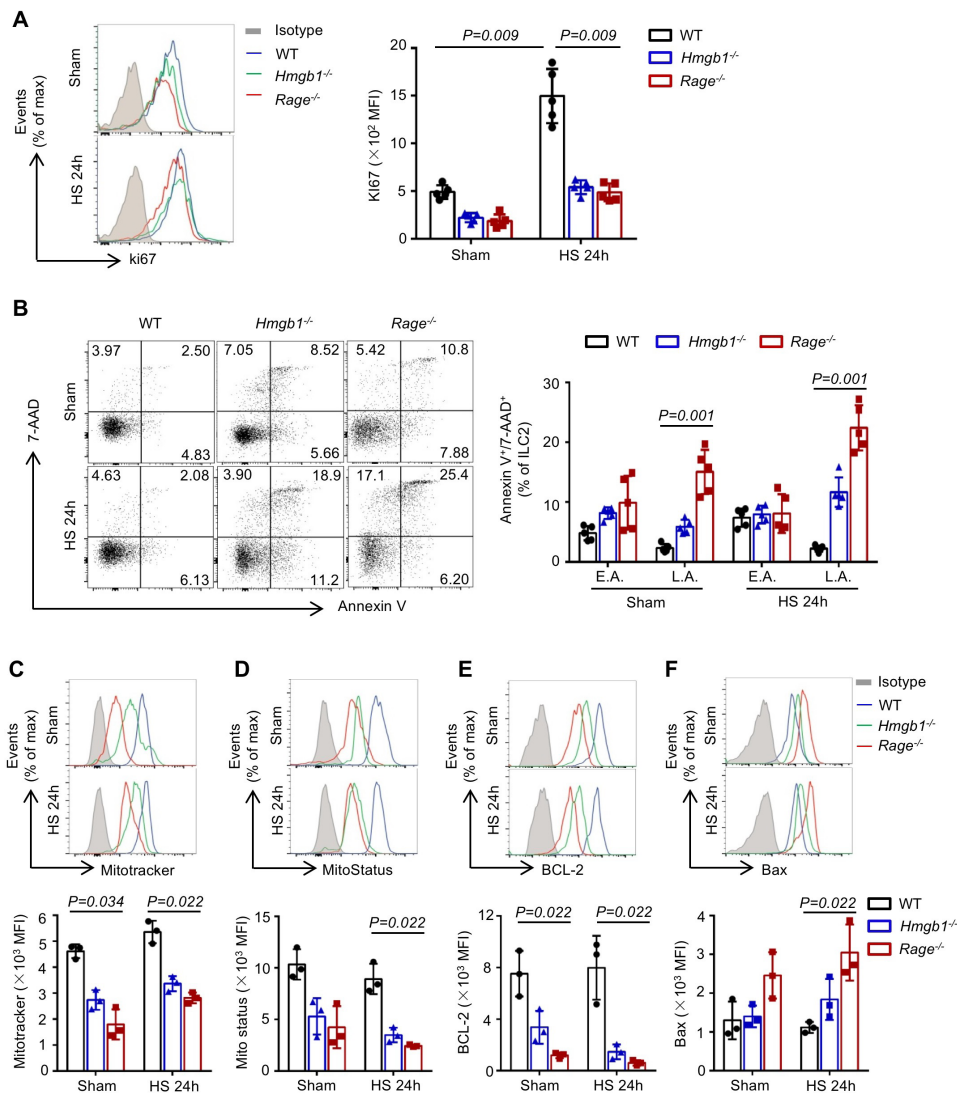 A
Sham
HS 24h
Events
(% of max)
ki67
Isotype
WT
Hmgb1-/-
Rage-/-
KI67 (×10² MFI)
20
15
10
5
0
P=0.009
P=0.009
Sham
HS 24h
WT
Hmgb1-/-
Rage-/-
B
WT
Hmgb1-/-
Rage-/-
7-AAD
Sham
3.97 2.50
4.83
7.05 8.52
5.66
5.42 10.8
7.88
HS 24h
4.63 2.08
6.13
3.90 18.9
11.2
17.1 25.4
6.20
Annexin V
WT
Hmgb1-/-
Rage-/-
Annexin V⁺/7-AAD⁺
(% of ILC2)
30
20
10
0
P=0.001
P=0.001
E.A. L.A. E.A. L.A.
Sham
HS 24h
C
Events
(% of max)
Sham
HS 24h
Mitotracker
Mitotracker (×10³ MFI)
6
5
4
3
2
1
0
P=0.034
P=0.022
Sham
HS 24h
D
Events
(% of max)
Sham
HS 24h
MitoStatus
Mito status (×10³ MFI)
15
10
5
0
P=0.022
Sham
HS 24h
E
Events
(% of max)
Sham
HS 24h
BCL-2
BCL-2 (×10³ MFI)
12
8
4
0
P=0.022
P=0.022
Sham
HS 24h
F
Events
(% of max)
Sham
HS 24h
Bax
Isotype
WT
Hmgb1-/-
Rage-/-
Bax (×10³ MFI)
4
3
2
1
0
P=0.022
Sham
HS 24h
WT
Hmgb1-/-
Rage-/-